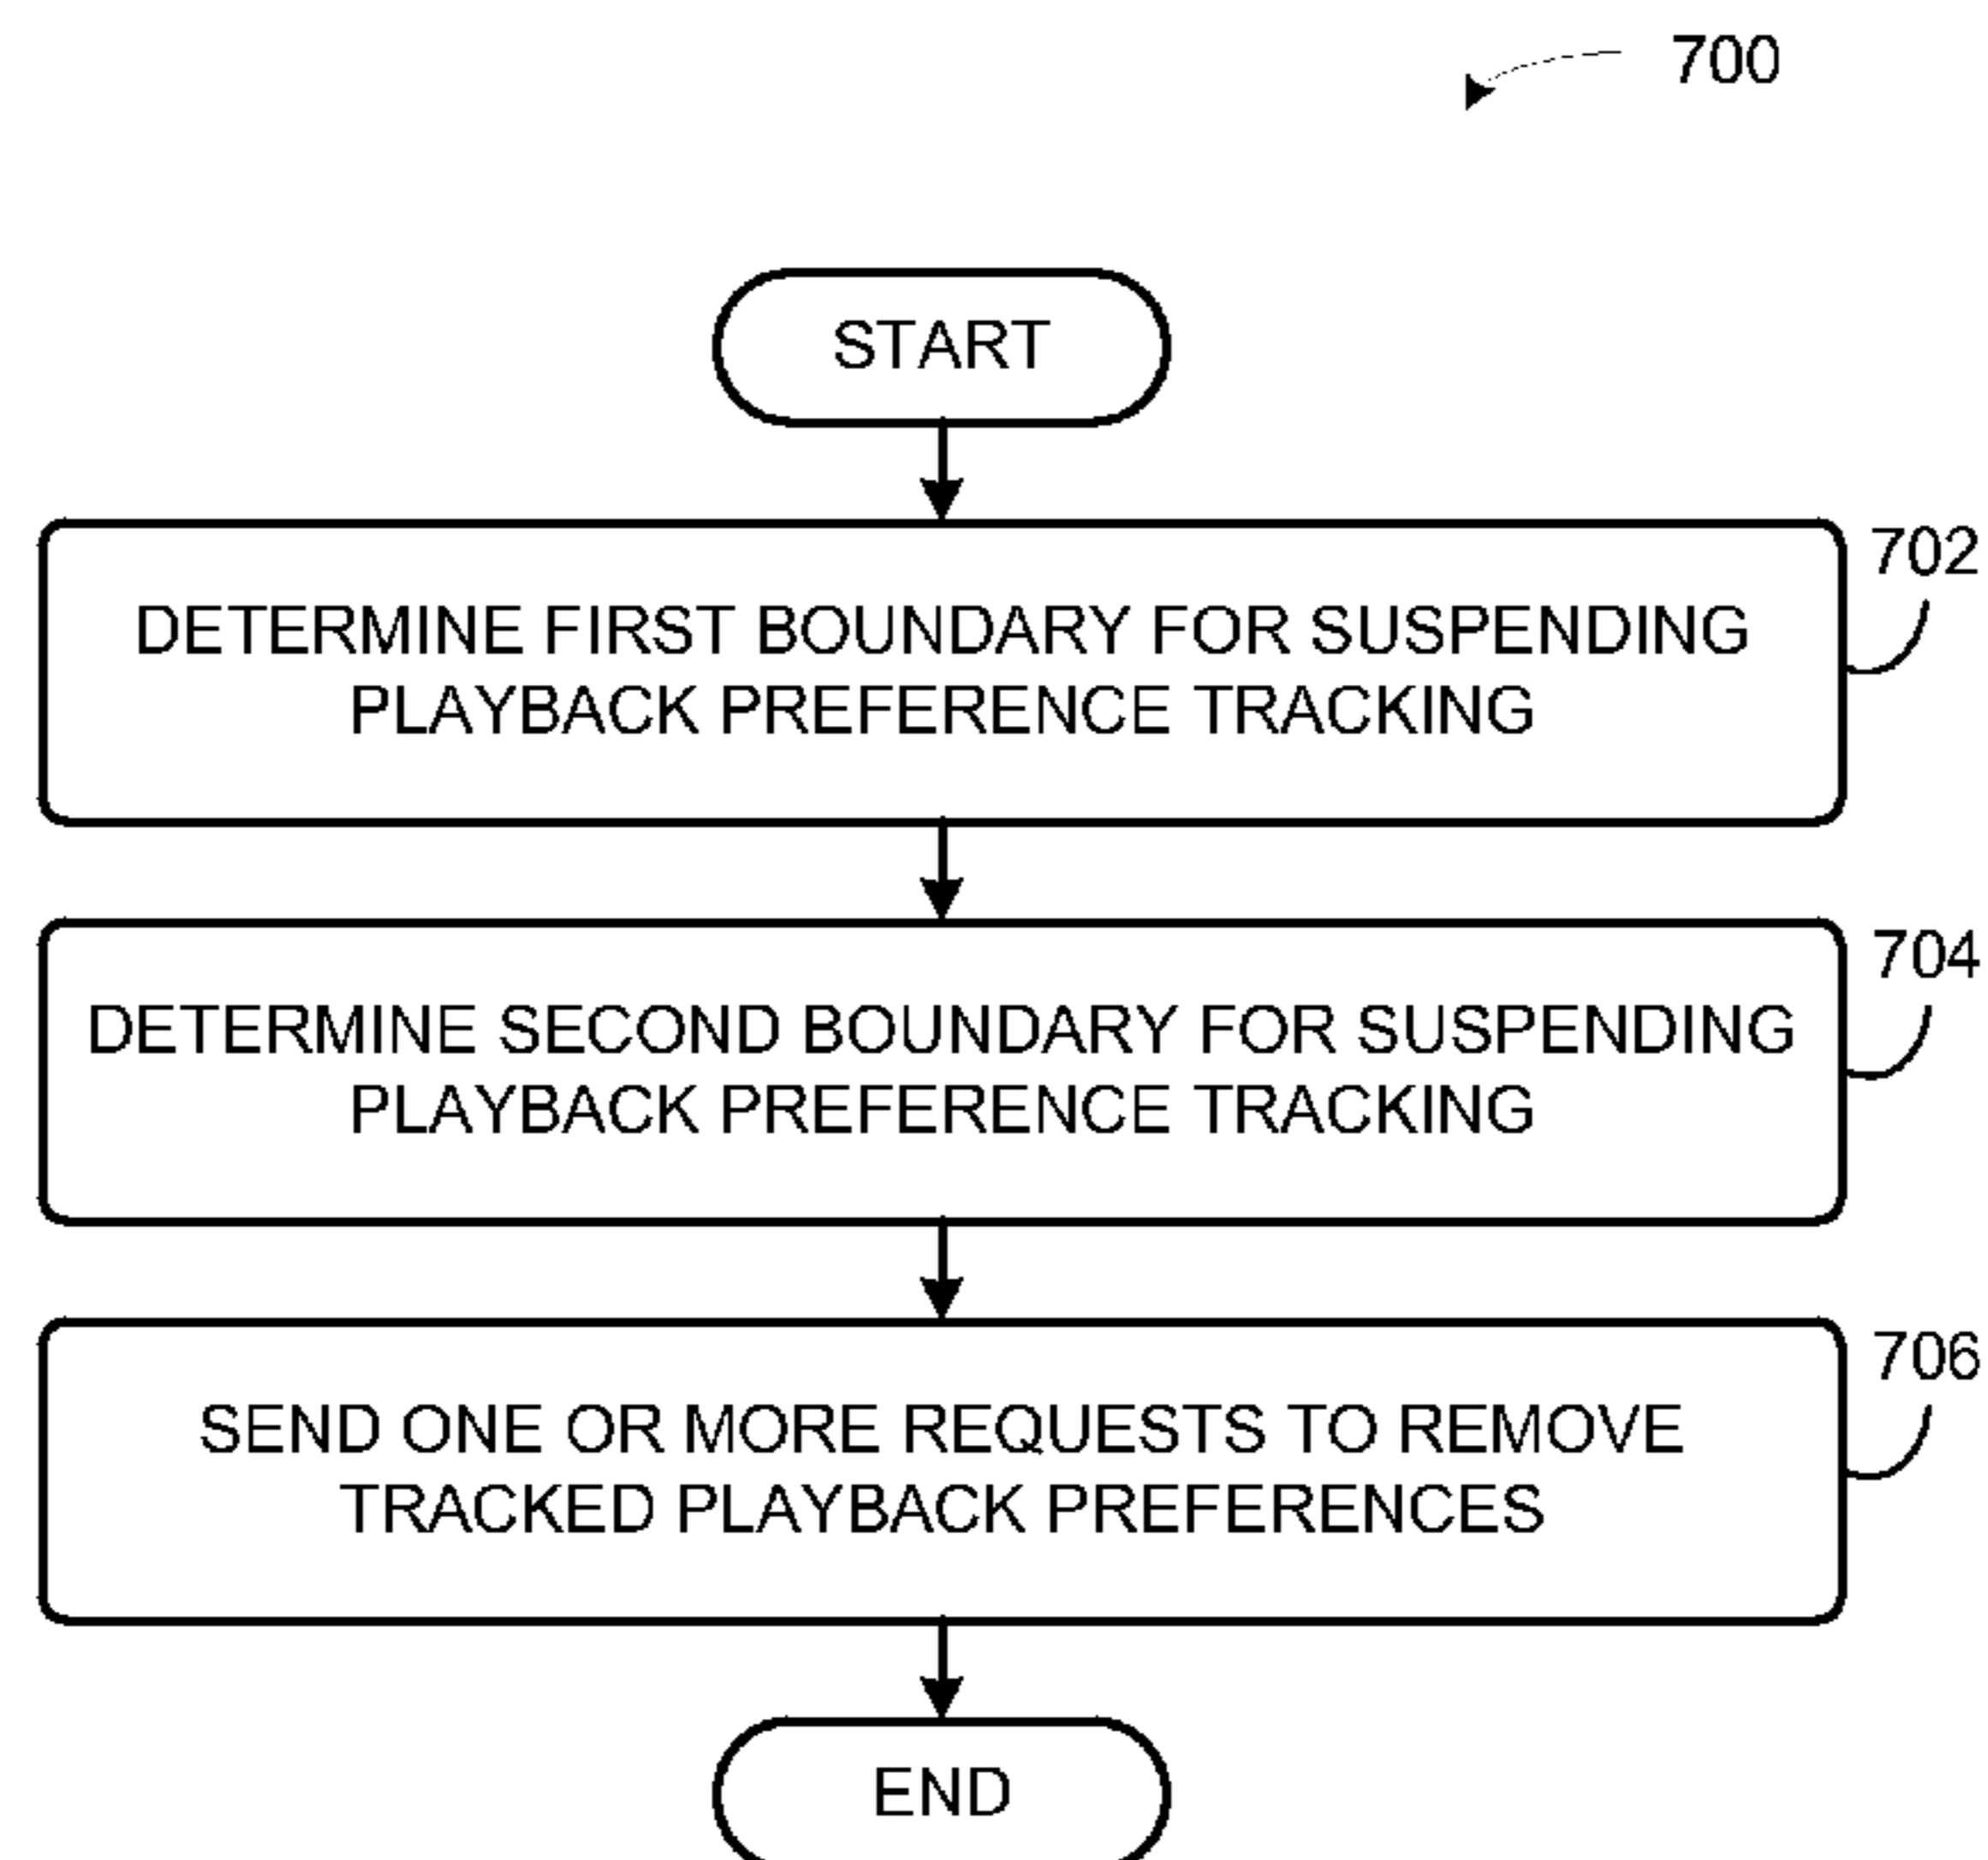 700
START
702
DETERMINE FIRST BOUNDARY FOR SUSPENDING
PLAYBACK PREFERENCE TRACKING
704
DETERMINE SECOND BOUNDARY FOR SUSPENDING
PLAYBACK PREFERENCE TRACKING
706
SEND ONE OR MORE REQUESTS TO REMOVE
TRACKED PLAYBACK PREFERENCES
END